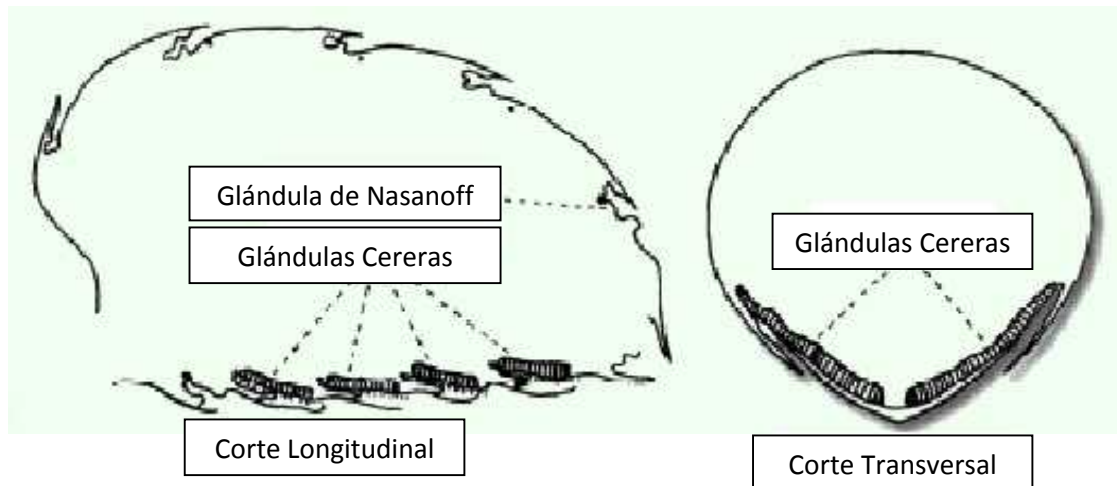 Glándula de Nasanoff
Glándulas Cereras
Glándulas Cereras
Corte Longitudinal
Corte Transversal